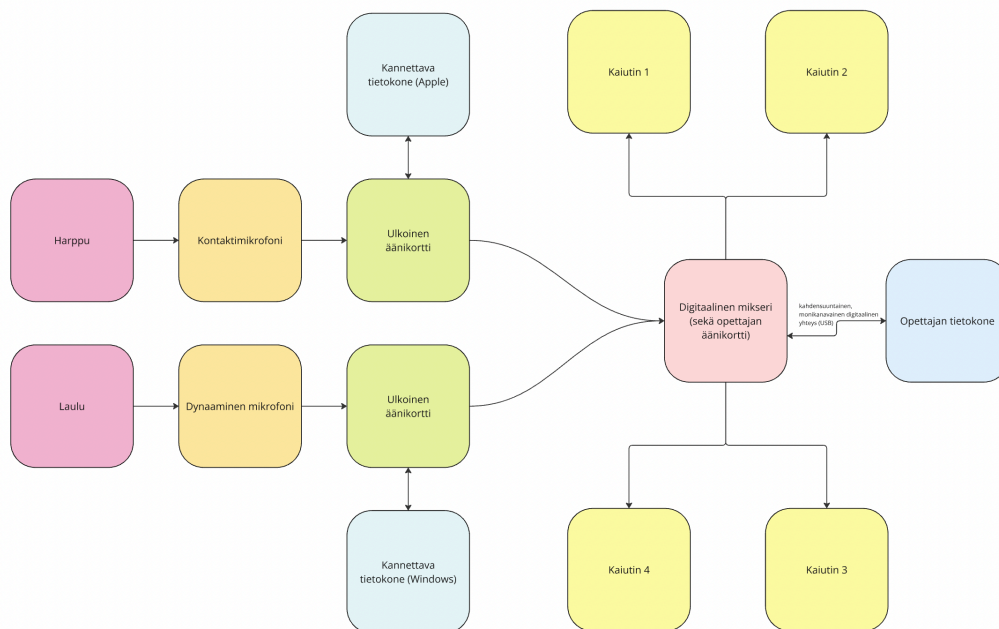 Kannettava
tietokone (Apple)
Kaiutin 1
Kaiutin 2
Harppu
Kontaktimikrofoni
Ulkoinen
äänikortti
Digitaalinen mikseri
(sekä opettajan
äänikortti)
kahdensuuntainen,
monikanavainen digitaalinen
yhteys (USB)
Opettajan tietokone
Laulu
Dynaaminen mikrofoni
Ulkoinen
äänikortti
Kannettava
tietokone (Windows)
Kaiutin 4
Kaiutin 3